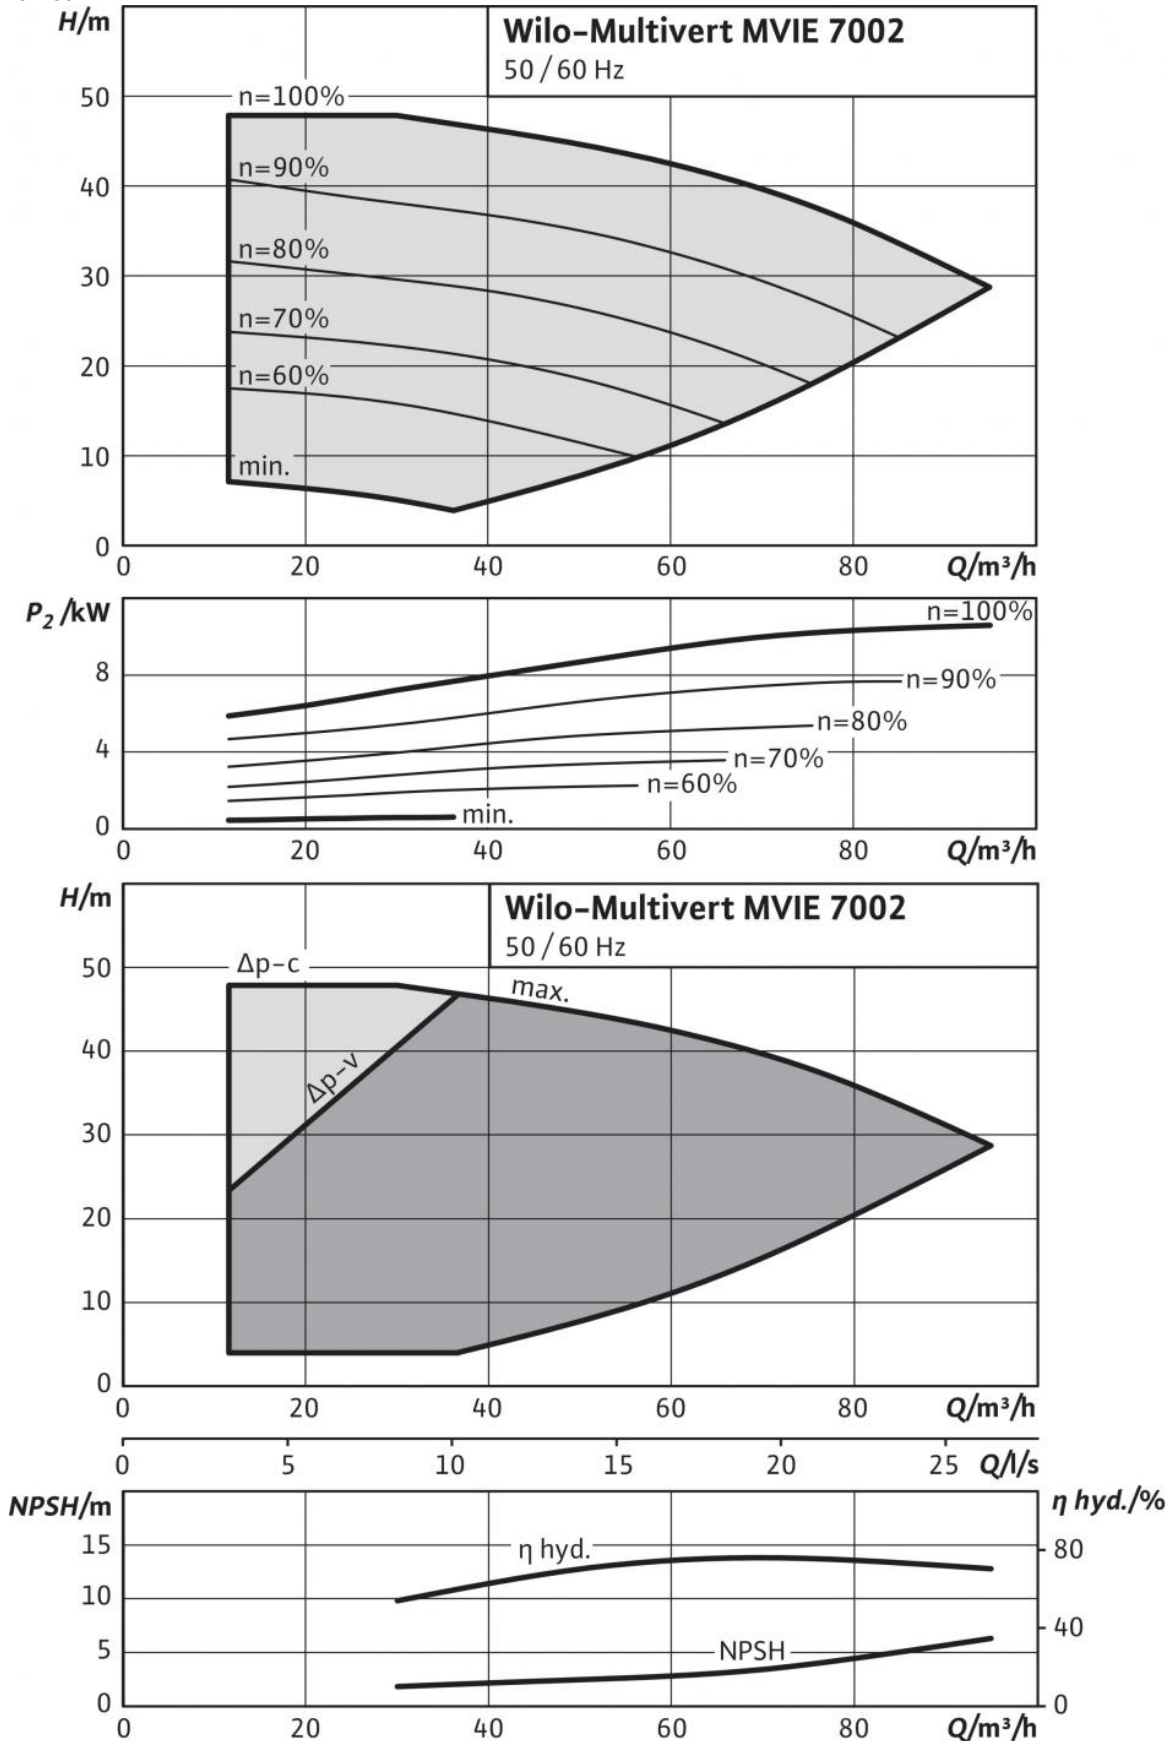 H/m
Wilo-Multivert MVIE 7002
50 / 60 Hz
50
n=100%
n=90%
40
n=80%
30
n=70%
20
n=60%
10
min.
0
0 20 40 60 80 Q/m³/h
P₂ /kW
n=100%
8
n=90%
n=80%
4
n=70%
n=60%
min.
0
0 20 40 60 80 Q/m³/h
H/m
Wilo-Multivert MVIE 7002
50 / 60 Hz
50
Δp-c
max.
40
Δp-v
30
20
10
0
0 20 40 60 80 Q/m³/h
0 5 10 15 20 25 Q/l/s
NPSH/m
η hyd./%
15
η hyd.
80
10
40
5
NPSH
0
0
0 20 40 60 80 Q/m³/h